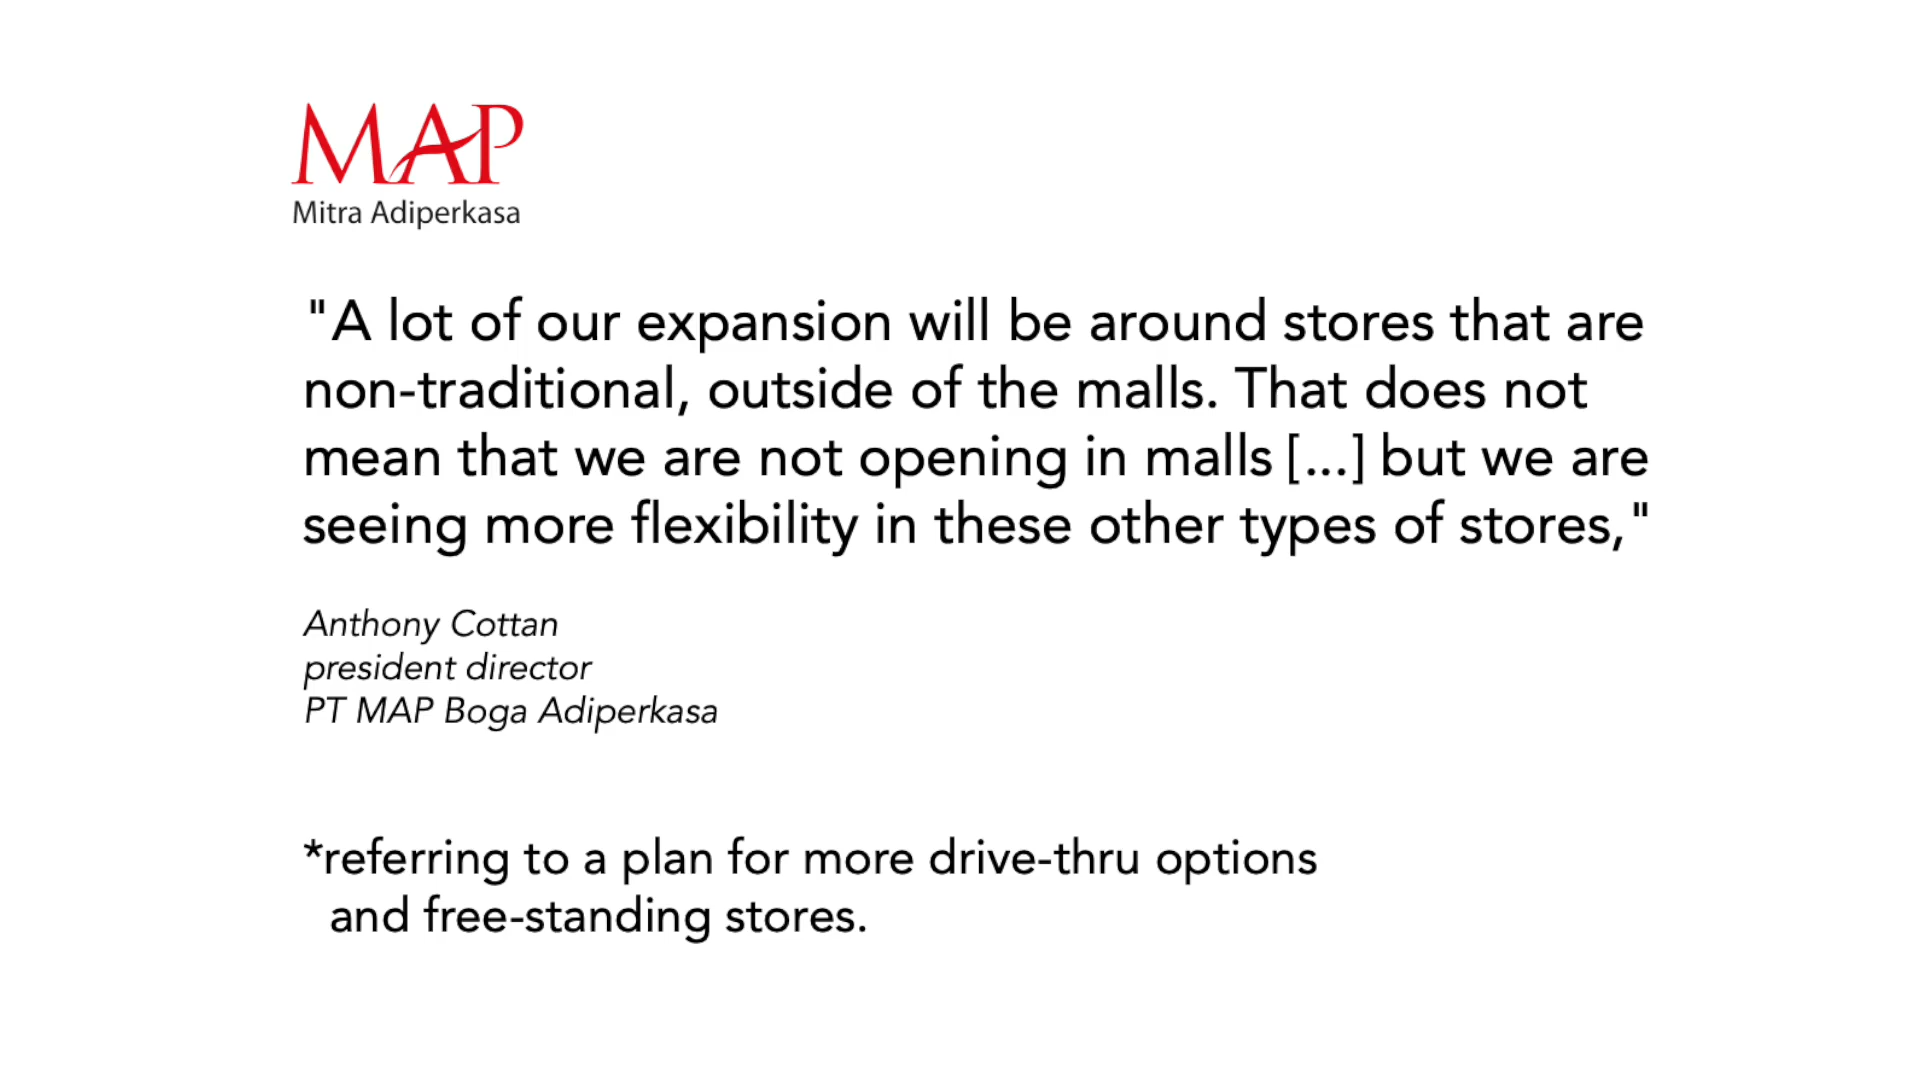 MAP
Mitra Adiperkasa
"A lot of our expansion will be around stores that are
non-traditional, outside of the malls. That does not
mean that we are not opening in malls [...] but we are
seeing more flexibility in these other types of stores,"
Anthony Cottan
president director
PT MAP Boga Adiperkasa
*referring to a plan for more drive-thru options
and free-standing stores.